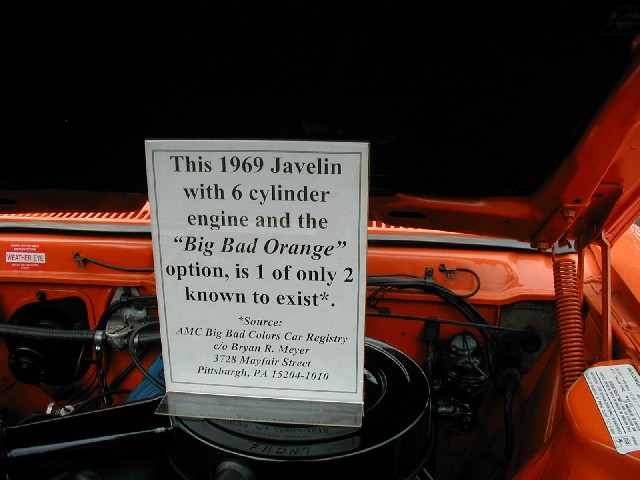 This 1969 Javelin
with 6 cylinder
engine and the
“Big Bad Orange”
option, is 1 of only 2
known to exist*.
*Source:
AMC Big Bad Colors Car Registry
c/o Bryan R. Meyer
3728 Mayfair Street
Pittsburgh, PA 15204-1010
WEATHER EYE
FRONT